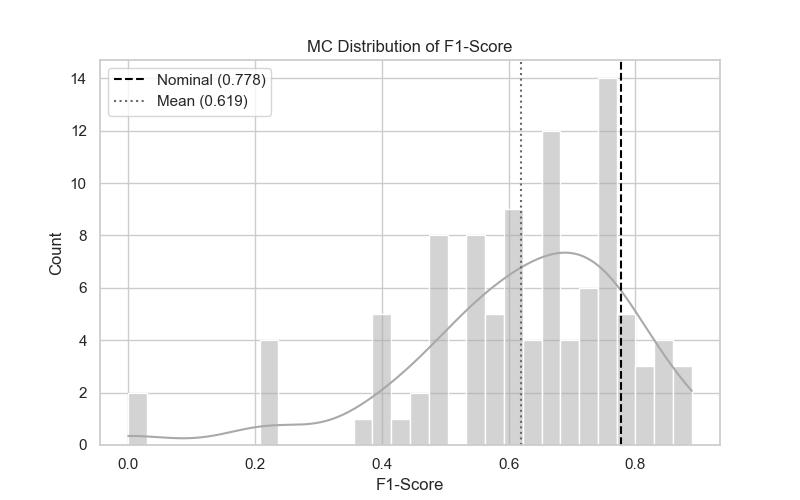 MC Distribution of F1-Score
Nominal (0.778)
Mean (0.619)
14
12
10
8
6
4
2
0
Count
0.0
0.2
0.4
0.6
0.8
F1-Score